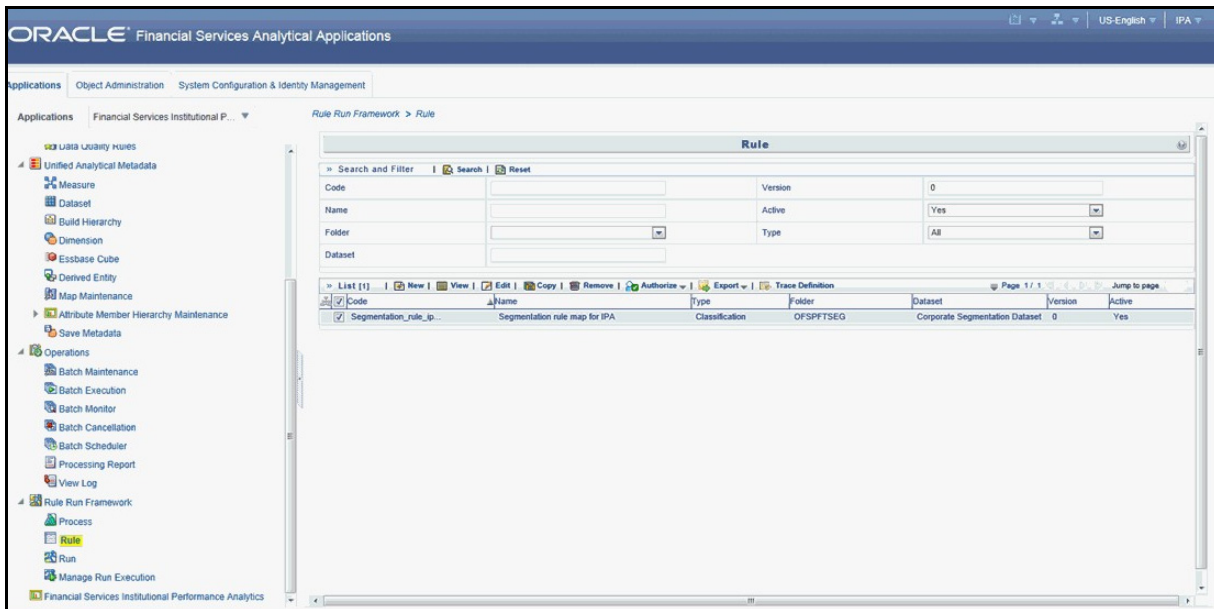 US-English IPA
ORACLE Financial Services Analytical Applications
Applications Object Administration System Configuration & Identity Management
Applications Financial Services Institutional P...
Rule Run Framework > Rule
Data Quality Rules
Unified Analytical Metadata
Measure
Dataset
Build Hierarchy
Dimension
Essbase Cube
Derived Entity
Map Maintenance
Attribute Member Hierarchy Maintenance
Save Metadata
Operations
Batch Maintenance
Batch Execution
Batch Monitor
Batch Cancellation
Batch Scheduler
Processing Report
View Log
Rule Run Framework
Process
Rule
Run
Manage Run Execution
Financial Services Institutional Performance Analytics
Rule
» Search and Filter | Search | Reset
Code Version 0
Name Active Yes
Folder Type All
Dataset
» List [1] | New | View | Edit | Copy | Remove | Authorize | Export | Trace Definition Page 1 / 1 Jump to page
Code Name Type Folder Dataset Version Active
Segmentation_rule_ip... Segmentation rule map for IPA Classification OFSPFTSEG Corporate Segmentation Dataset 0 Yes